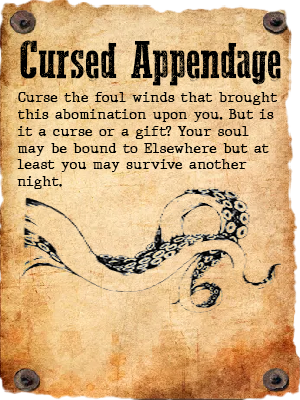 Cursed Appendage
Curse the foul winds that brought
this abomination upon you. But is
it a curse or a gift? Your soul
may be bound to Elsewhere but at
least you may survive another
night.